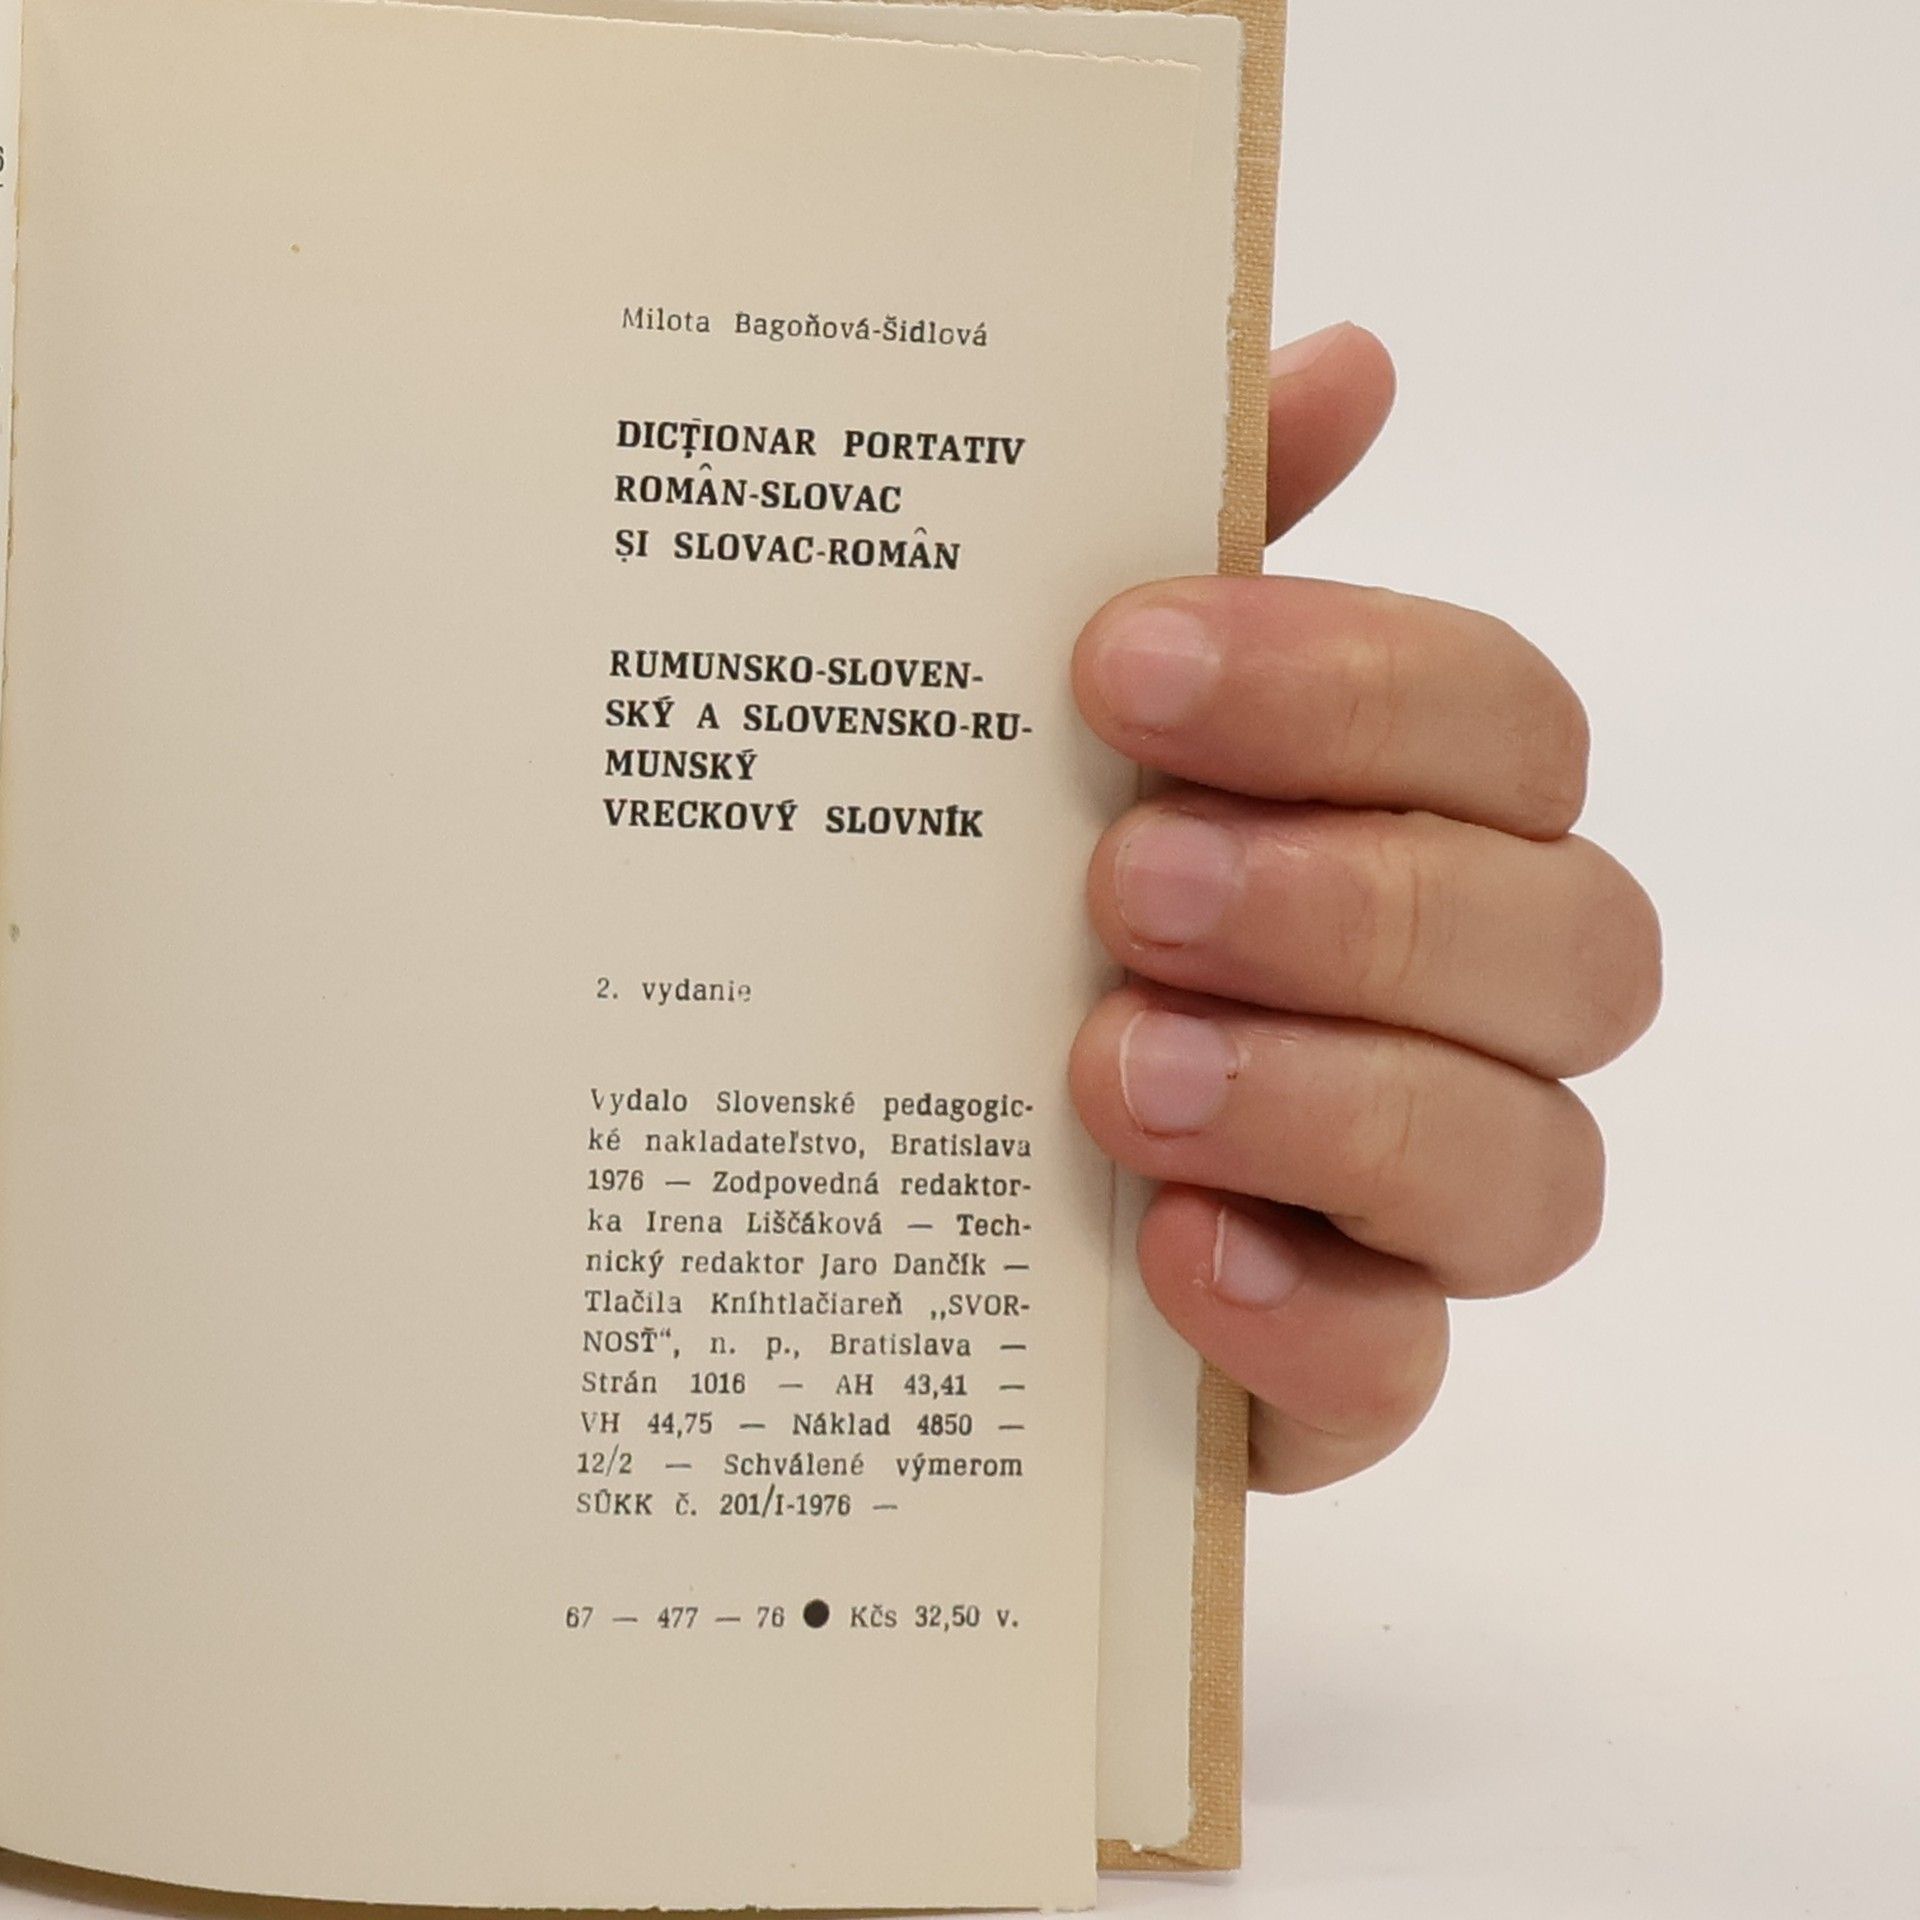 Milota Bagoňová-Šidlová
DICȚIONAR PORTATIV
ROMÂN-SLOVAC
ȘI SLOVAC-ROMÂN
RUMUNSKO-SLOVEN-
SKÝ A SLOVENSKO-RU-
MUNSKÝ
VRECKOVÝ SLOVNÍK
2. vydanie
Vydalo Slovenské pedagogic-
ké nakladateľstvo, Bratislava
1976 — Zodpovedná redaktor-
ka Irena Liščáková — Tech-
nický redaktor Jaro Dančík —
Tlačila Kníhtlačiareň ,,SVOR-
NOSŤ“, n. p., Bratislava —
Strán 1016 — AH 43,41 —
VH 44,75 — Náklad 4850 —
12/2 — Schválené výmerom
SÚKK č. 201/I-1976 —
67 — 477 — 76 ● Kčs 32,50 v.